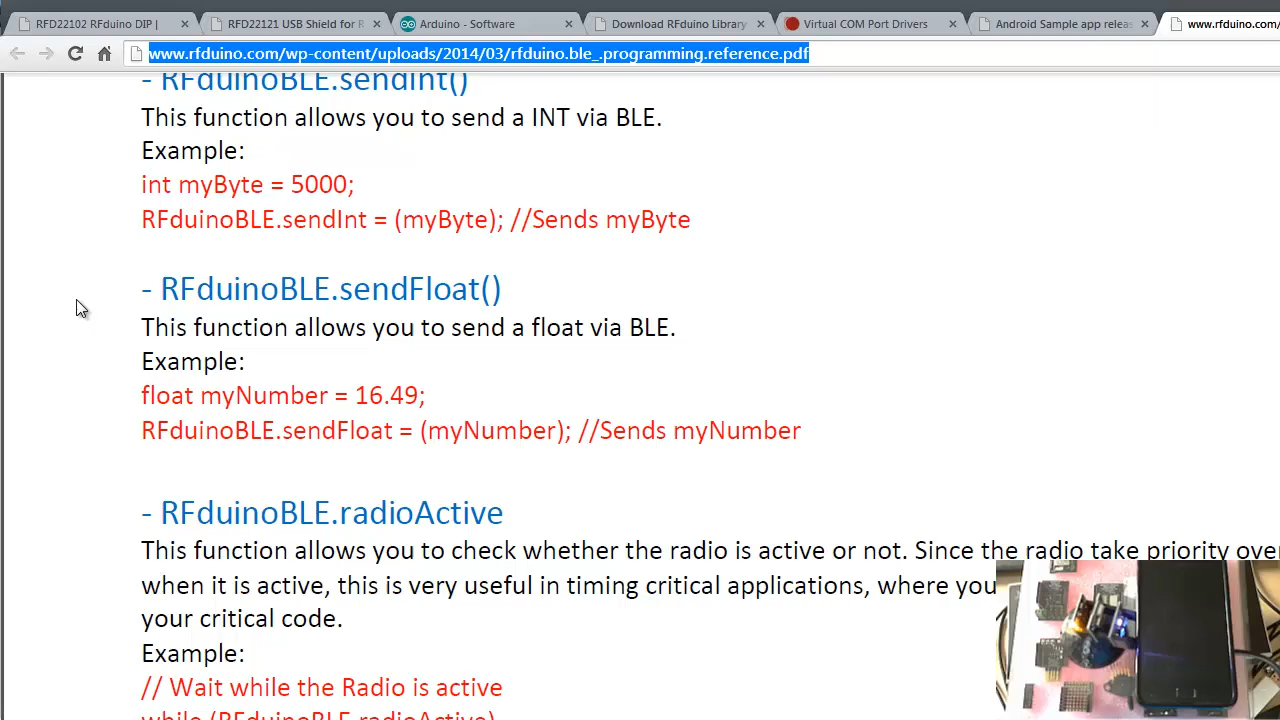 RFD22102 RFduino DIP |
RFD22121 USB Shield for R
Arduino - Software
Download RFduino Library
Virtual COM Port Drivers
Android Sample app relea
www.rfduino.com/
www.rfduino.com/wp-content/uploads/2014/03/rfduino.ble_.programming.reference.pdf
- RFduinoBLE.sendInt()
This function allows you to send a INT via BLE.
Example:
int myByte = 5000;
RFduinoBLE.sendInt = (myByte); //Sends myByte
- RFduinoBLE.sendFloat()
This function allows you to send a float via BLE.
Example:
float myNumber = 16.49;
RFduinoBLE.sendFloat = (myNumber); //Sends myNumber
- RFduinoBLE.radioActive
This function allows you to check whether the radio is active or not. Since the radio take priority over
when it is active, this is very useful in timing critical applications, where you
your critical code.
Example:
// Wait while the Radio is active
while (RFduinoBLE.radioActive)